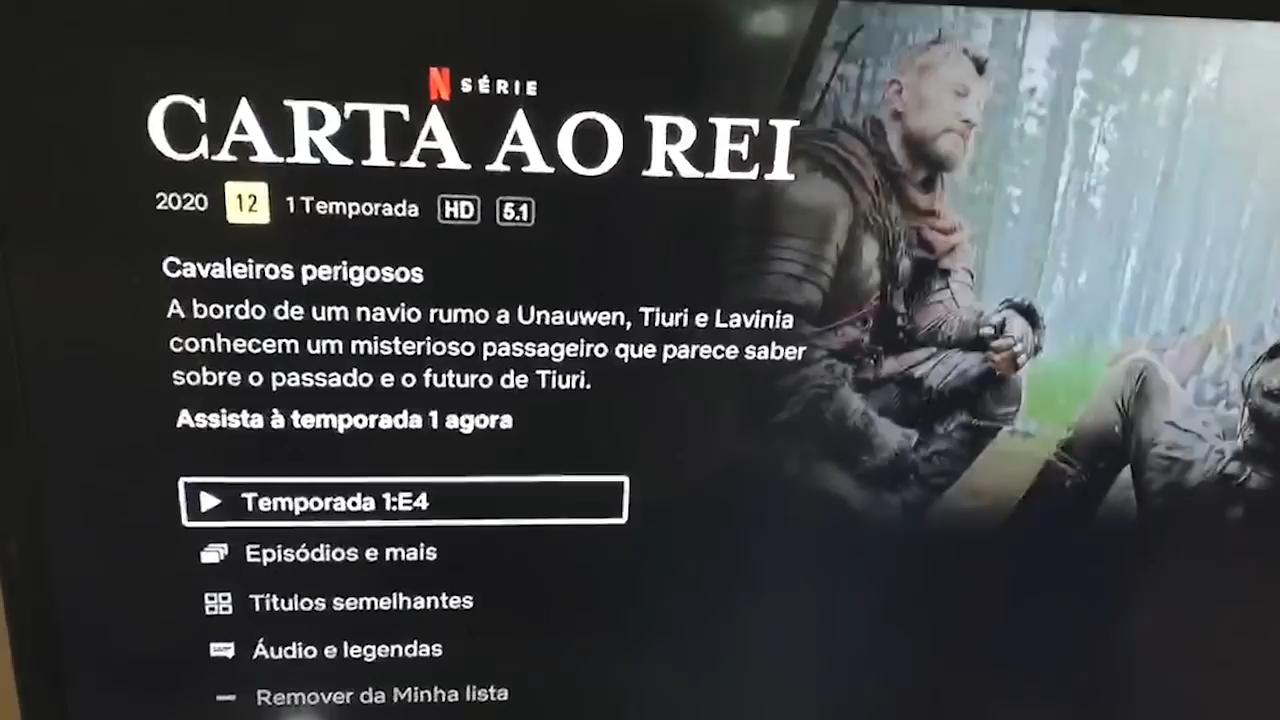 N SÉRIE
CARTA AO REI
2020 12 1 Temporada HD 5.1
Cavaleiros perigosos
A bordo de um navio rumo a Unauwen, Tiuri e Lavinia
conhecem um misterioso passageiro que parece saber
sobre o passado e o futuro de Tiuri.
Assista à temporada 1 agora
Temporada 1:E4
Episódios e mais
Títulos semelhantes
Áudio e legendas
Remover da Minha lista